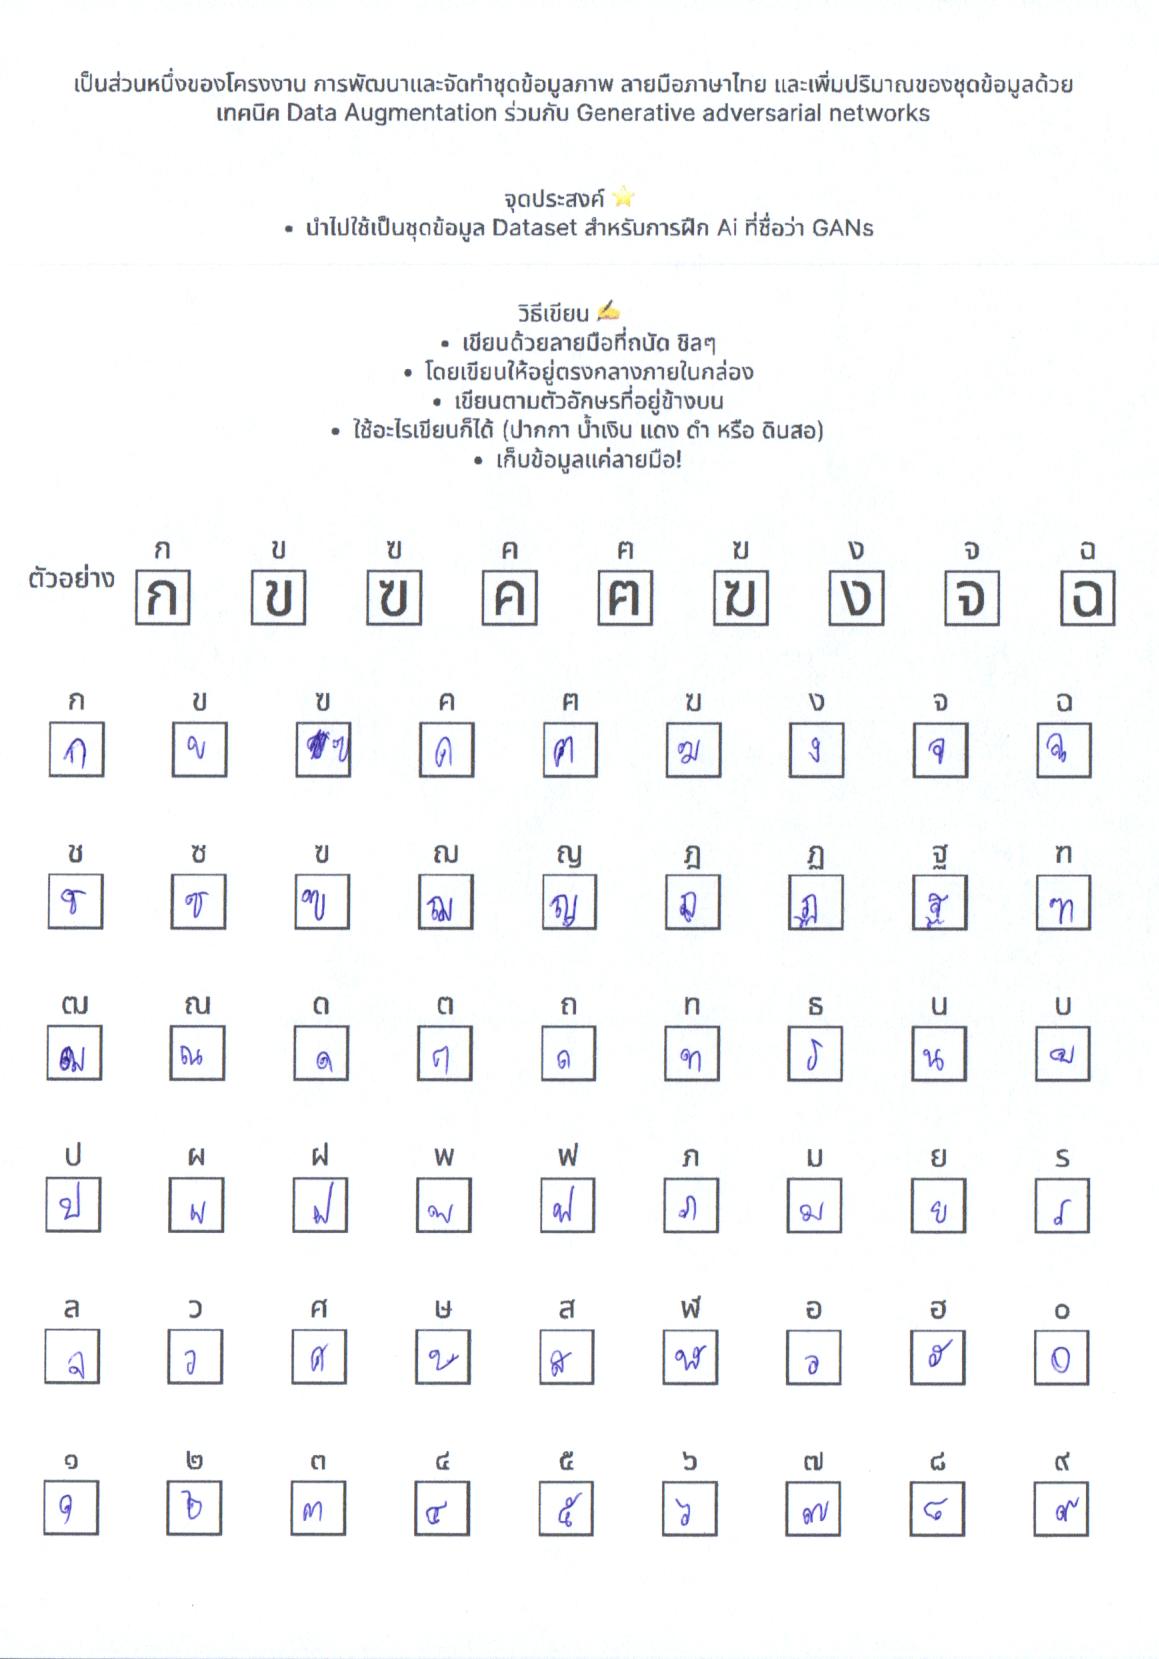 เป็นส่วนหนึ่งของโครงงาน การพัฒนาและจัดทำชุดข้อมูลภาพ ลายมือภาษาไทย และเพิ่มปริมาณของชุดข้อมูลด้วย
เทคนิค Data Augmentation ร่วมกับ Generative adversarial networks
จุดประสงค์ ⭐
• นำไปใช้เป็นชุดข้อมูล Dataset สำหรับการฝึก Ai ที่ชื่อว่า GANs
วิธีเขียน ✍
• เขียนด้วยลายมือที่ถนัด ชิลๆ
• โดยเขียนให้อยู่ตรงกลางภายในกล่อง
• เขียนตามตัวอักษรที่อยู่ข้างบน
• ใช้อะไรเขียนก็ได้ (ปากกา น้ำเงิน แดง ดำ หรือ ดินสอ)
• เก็บข้อมูลแค่ลายมือ!
ก ข ฃ ค ฅ ฆ ง จ ฉ
ตัวอย่าง ก ข ฃ ค ฅ ฆ ง จ ฉ
ก ข ฃ ค ฅ ฆ ง จ ฉ
ก ข ฃ ค ฅ ฆ ง จ ฉ
ช ซ ฃ ฌ ญ ฎ ฏ ฐ ฑ
ช ซ ฃ ฌ ญ ฎ ฏ ฐ ฑ
ฒ ณ ด ต ถ ท ธ น บ
ฒ ณ ด ต ถ ท ธ น
ป ผ ฝ พ ฟ ภ ม ย ร
ป ผ ฝ พ ฟ ภ ม ย ร
ล ว ศ ษ ส ฬ อ ฮ ๐
ล ว ศ ษ ส ฬ อ ฮ ๐
๑ ๒ ๓ ๔ ๕ ๖ ๗ ๘ ๙
๑ ๒ ๓ ๔ ๕ ๖ ๗ ๘ ๙